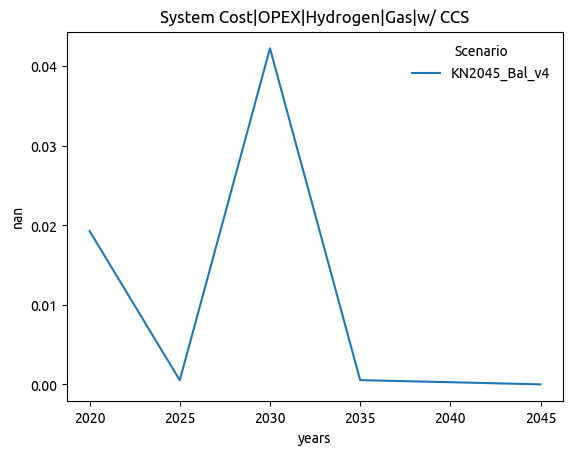 System Cost|OPEX|Hydrogen|Gas|w/ CCS
Scenario
KN2045_Bal_v4
0.04
0.03
0.02
0.01
0.00
nan
2020 2025 2030 2035 2040 2045
years